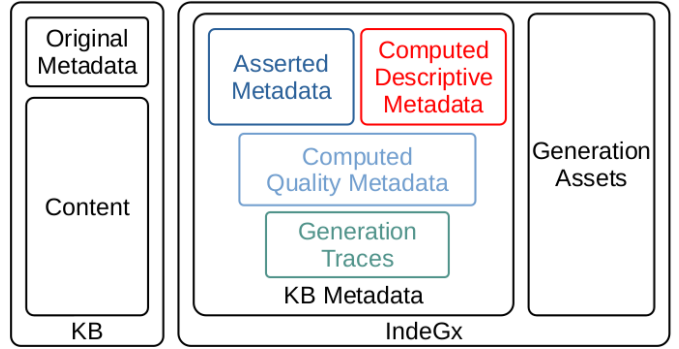 Original
Metadata
Content
KB
Asserted
Metadata
Computed
Descriptive
Metadata
Computed
Quality Metadata
Generation
Traces
KB Metadata
Generation
Assets
IndeGx